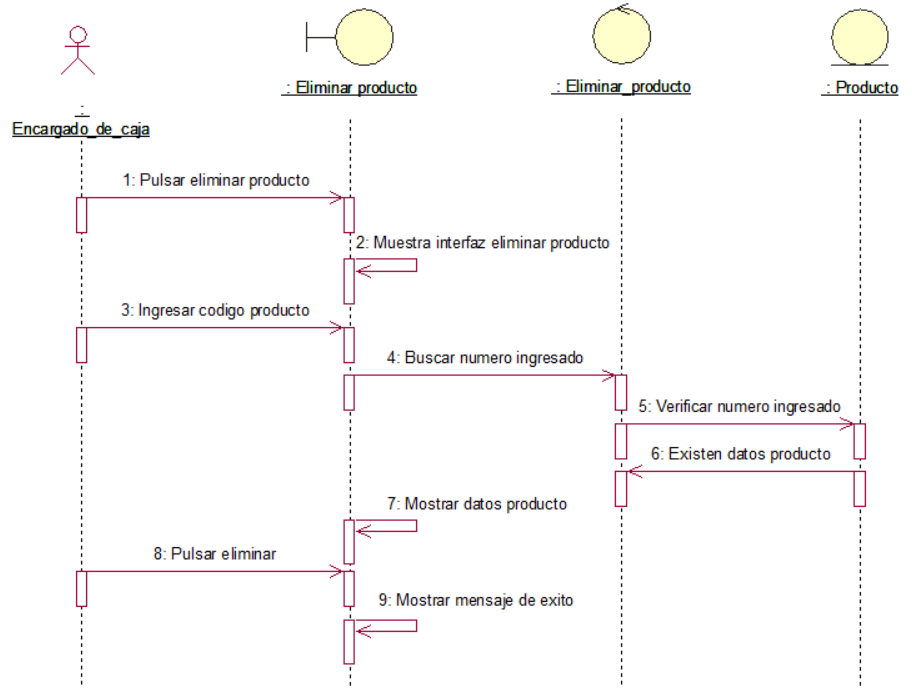 : Eliminar producto
: Eliminar_producto
: Producto
:
Encargado_de_caja
1: Pulsar eliminar producto
2: Muestra interfaz eliminar producto
3: Ingresar codigo producto
4: Buscar numero ingresado
5: Verificar numero ingresado
6: Existen datos producto
7: Mostrar datos producto
8: Pulsar eliminar
9: Mostrar mensaje de exito